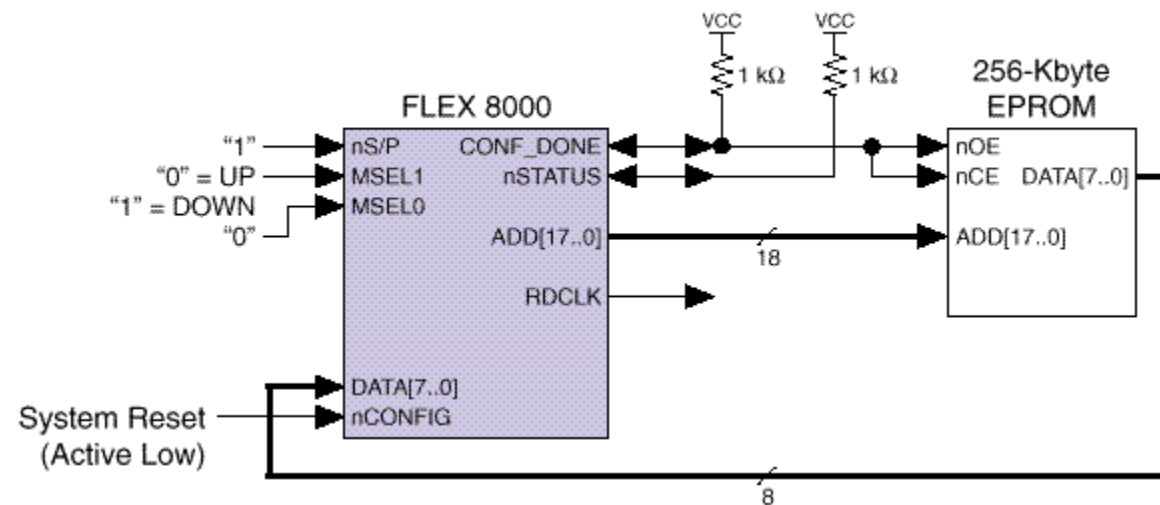 VCC
VCC
1 kΩ
1 kΩ
256-Kbyte
EPROM
FLEX 8000
“1”
nS/P
CONF_DONE
nOE
“0” = UP
MSEL1
nSTATUS
nCE
DATA[7..0]
“1” = DOWN
MSEL0
“0”
ADD[17..0]
ADD[17..0]
18
RDCLK
DATA[7..0]
System Reset
(Active Low)
nCONFIG
8